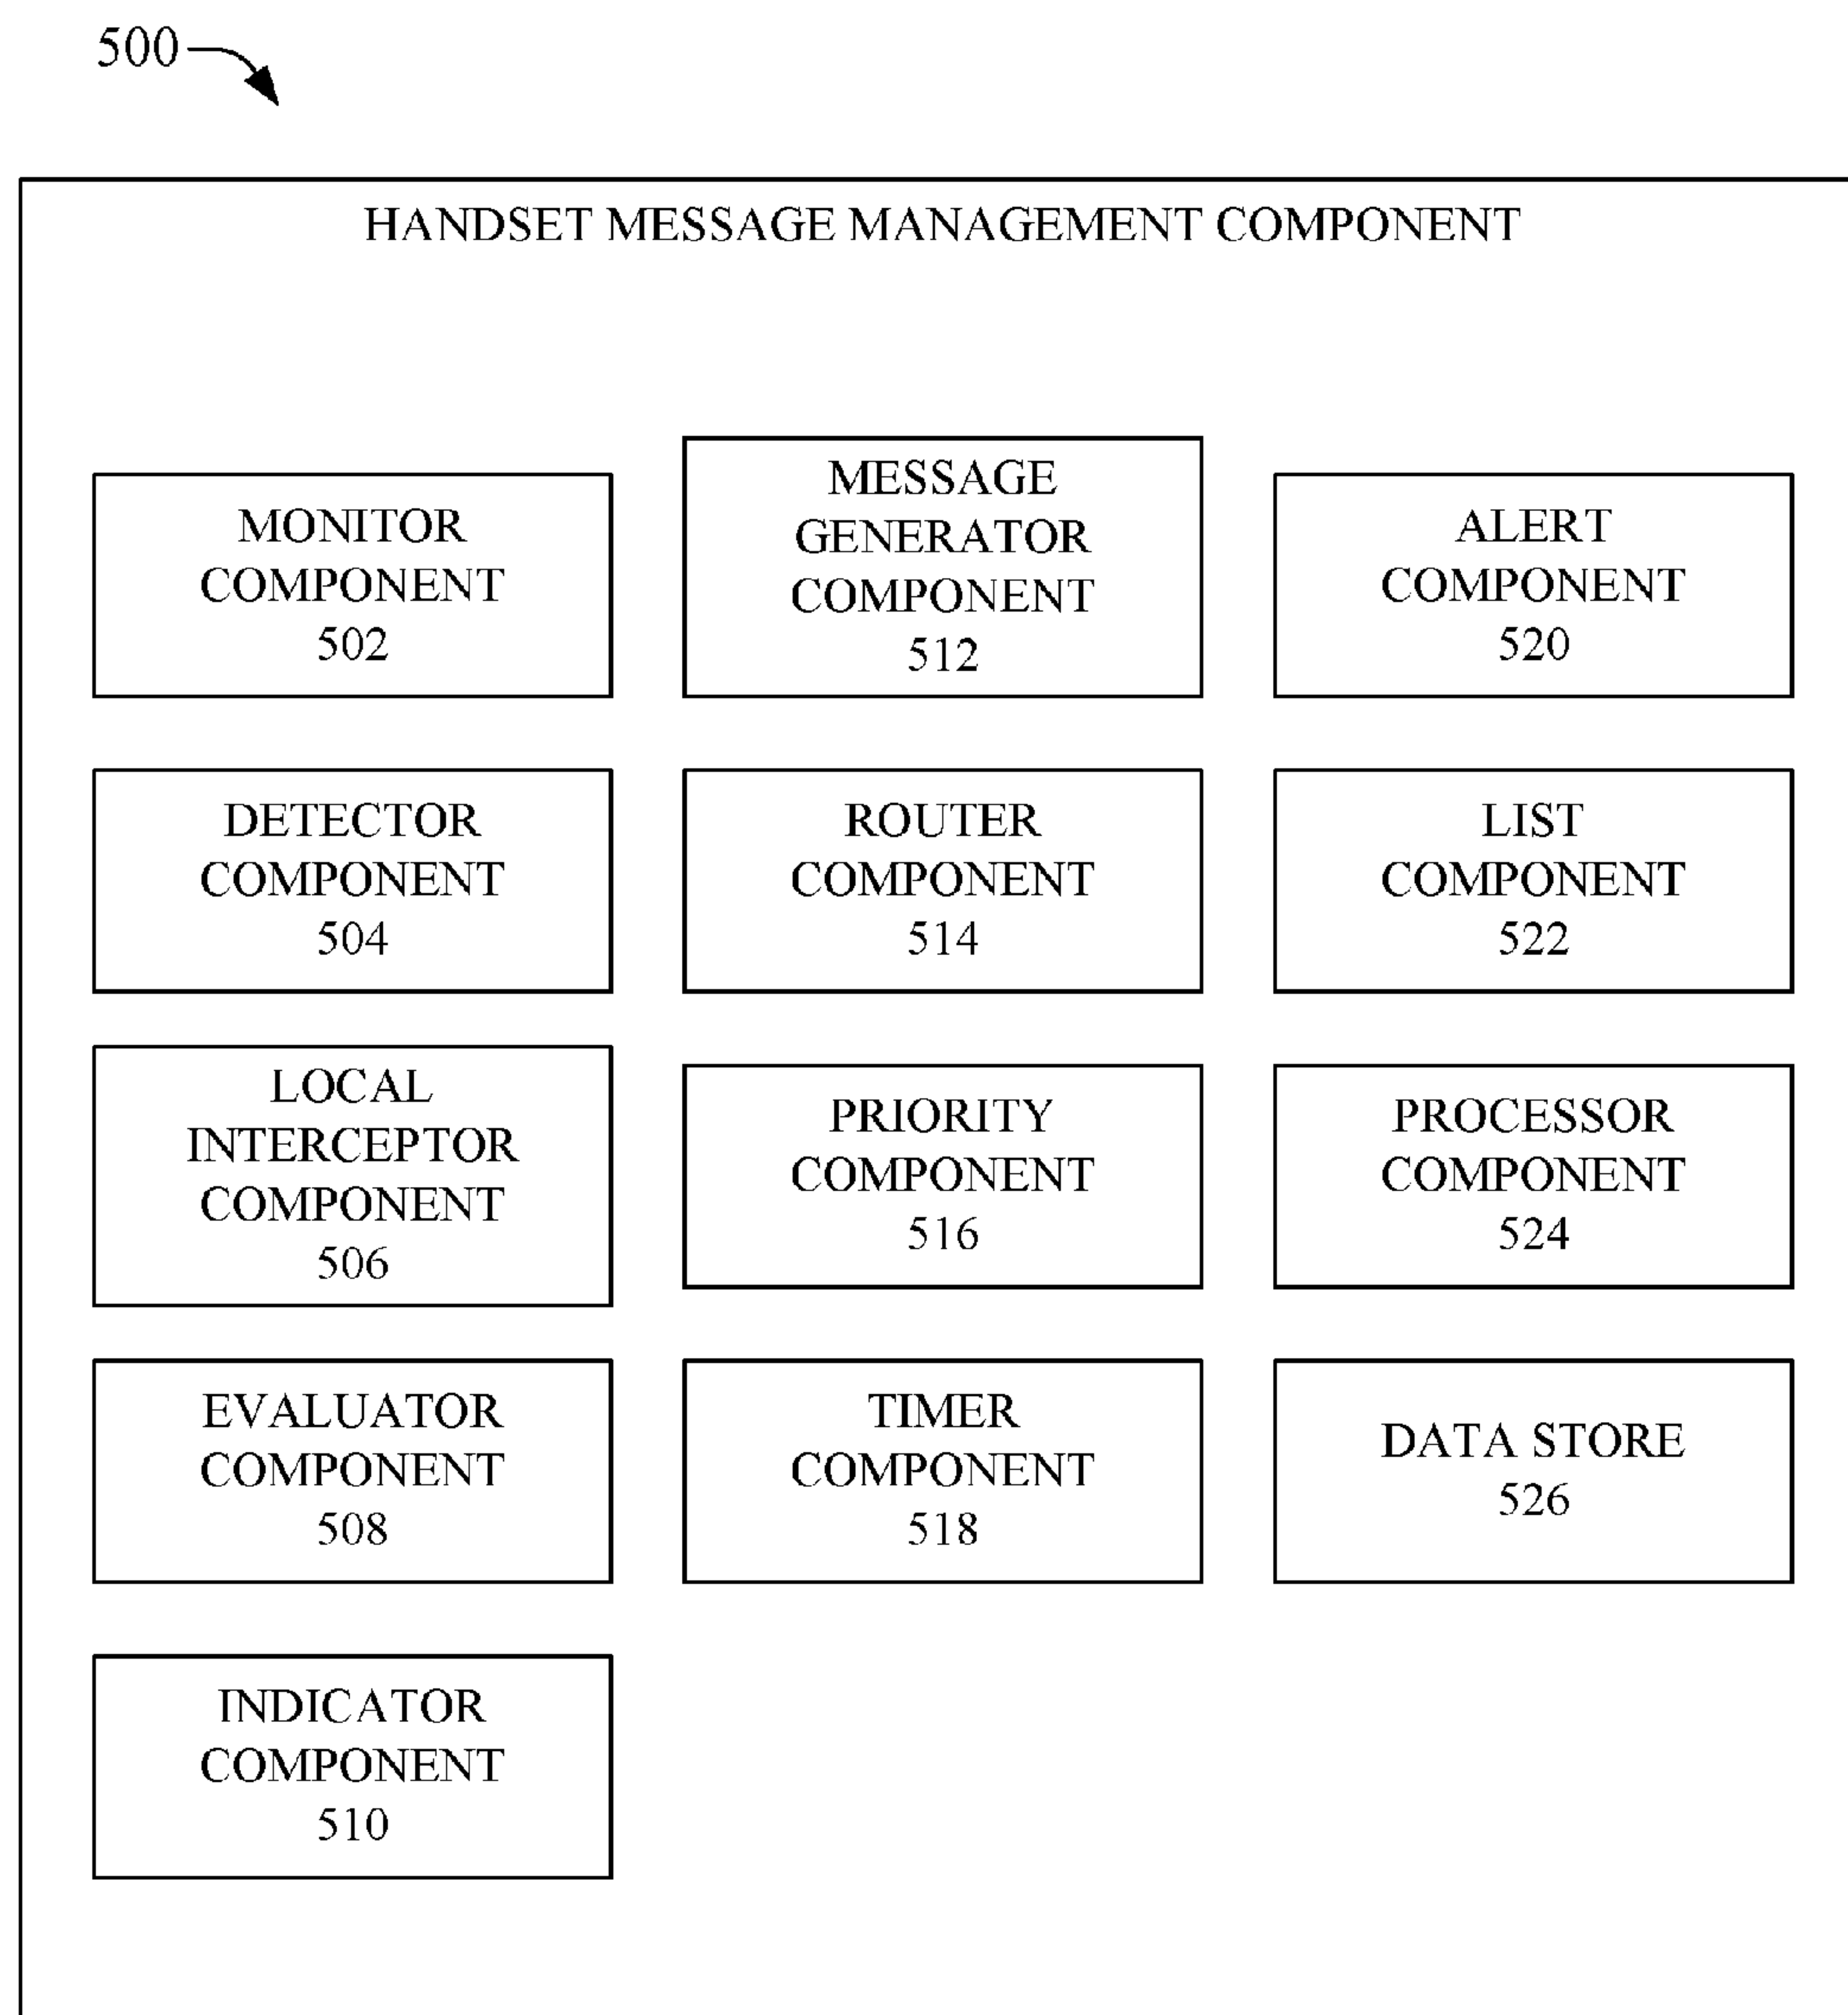 500
HANDSET MESSAGE MANAGEMENT COMPONENT
MONITOR
COMPONENT
502
DETECTOR
COMPONENT
504
LOCAL
INTERCEPTOR
COMPONENT
506
EVALUATOR
COMPONENT
508
INDICATOR
COMPONENT
510
MESSAGE
GENERATOR
COMPONENT
512
ROUTER
COMPONENT
514
PRIORITY
COMPONENT
516
TIMER
COMPONENT
518
ALERT
COMPONENT
520
LIST
COMPONENT
522
PROCESSOR
COMPONENT
524
DATA STORE
526